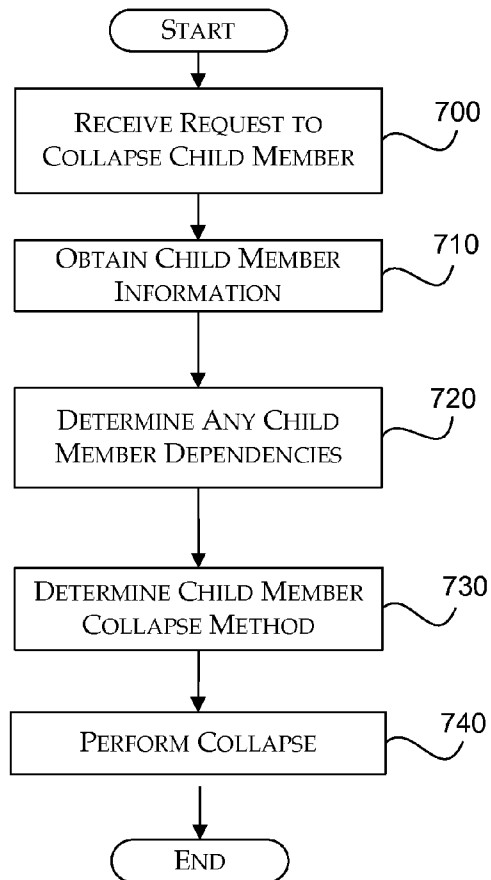 START
RECEIVE REQUEST TO
COLLAPSE CHILD MEMBER
700
OBTAIN CHILD MEMBER
INFORMATION
710
DETERMINE ANY CHILD
MEMBER DEPENDENCIES
720
DETERMINE CHILD MEMBER
COLLAPSE METHOD
730
PERFORM COLLAPSE
740
END